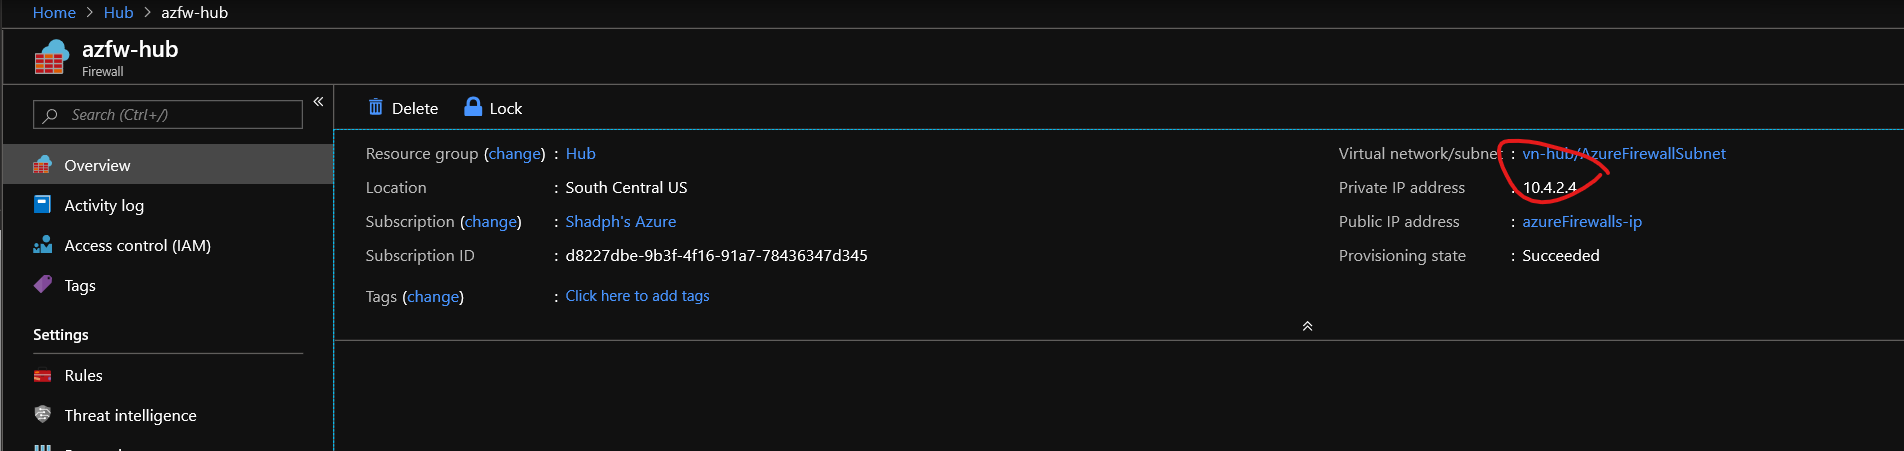 Home > Hub > azfw-hub
azfw-hub
Firewall
Search (Ctrl+/)
«
Overview
Activity log
Access control (IAM)
Tags
Settings
Rules
Threat intelligence
Delete Lock
Resource group (change) : Hub
Location : South Central US
Subscription (change) : Shadph's Azure
Subscription ID : d8227dbe-9b3f-4f16-91a7-78436347d345
Tags (change) : Click here to add tags
Virtual network/subnet : vn-hub/AzureFirewallSubnet
Private IP address : 10.4.2.4
Public IP address : azureFirewalls-ip
Provisioning state : Succeeded